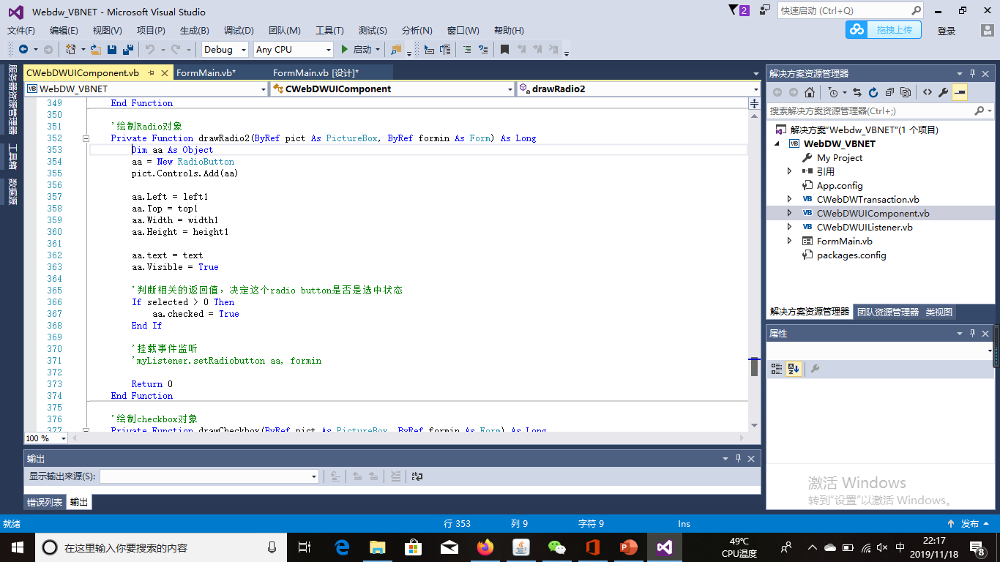 Webdw_VBNET - Microsoft Visual Studio
2
快速启动 (Ctrl+Q)
文件(F) 编辑(E) 视图(V) 项目(P) 生成(B) 调试(D) 团队(M) 工具(T) 测试(S) 分析(N) 窗口(W) 帮助(H)
拖拽上传
登录
Debug Any CPU 启动
服务器资源管理器
工具箱
数据源
CWebDWUIComponent.vb FormMain.vb* FormMain.vb [设计]*
WebDW_VBNET CWebDWUIComponent drawRadio2
349 End Function
350
351 '绘制Radio对象
352 Private Function drawRadio2(ByRef pict As PictureBox, ByRef formin As Form) As Long
353 Dim aa As Object
354 aa = New RadioButton
355 pict.Controls.Add(aa)
356
357 aa.Left = left1
358 aa.Top = top1
359 aa.Width = width1
360 aa.Height = height1
361
362 aa.text = text
363 aa.Visible = True
364
365 '判断相关的返回值，决定这个radio button是否是选中状态
366 If selected > 0 Then
367 aa.checked = True
368 End If
369
370 '挂载事件监听
371 'myListener.setRadiobutton aa, formin
372
373 Return 0
374 End Function
375
376 '绘制checkbox对象
377 Private Function drawCheckbox(ByRef pict As PictureBox, ByRef formin As Form) As Long
100 %
输出
显示输出来源(S):
错误列表 输出
解决方案资源管理器
搜索解决方案资源管理器(Ctrl+;)
解决方案"Webdw_VBNET"(1 个项目)
WebDW_VBNET
My Project
引用
App.config
CWebDWTransaction.vb
CWebDWUIComponent.vb
CWebDWUIListener.vb
FormMain.vb
packages.config
解决方案资源管理器 团队资源管理器 类视图
属性
激活 Windows
转到"设置"以激活 Windows。
就绪 行 353 列 9 字符 9 Ins 发布
在这里输入你要搜索的内容
49℃
CPU温度
中
22:17
2019/11/18
8